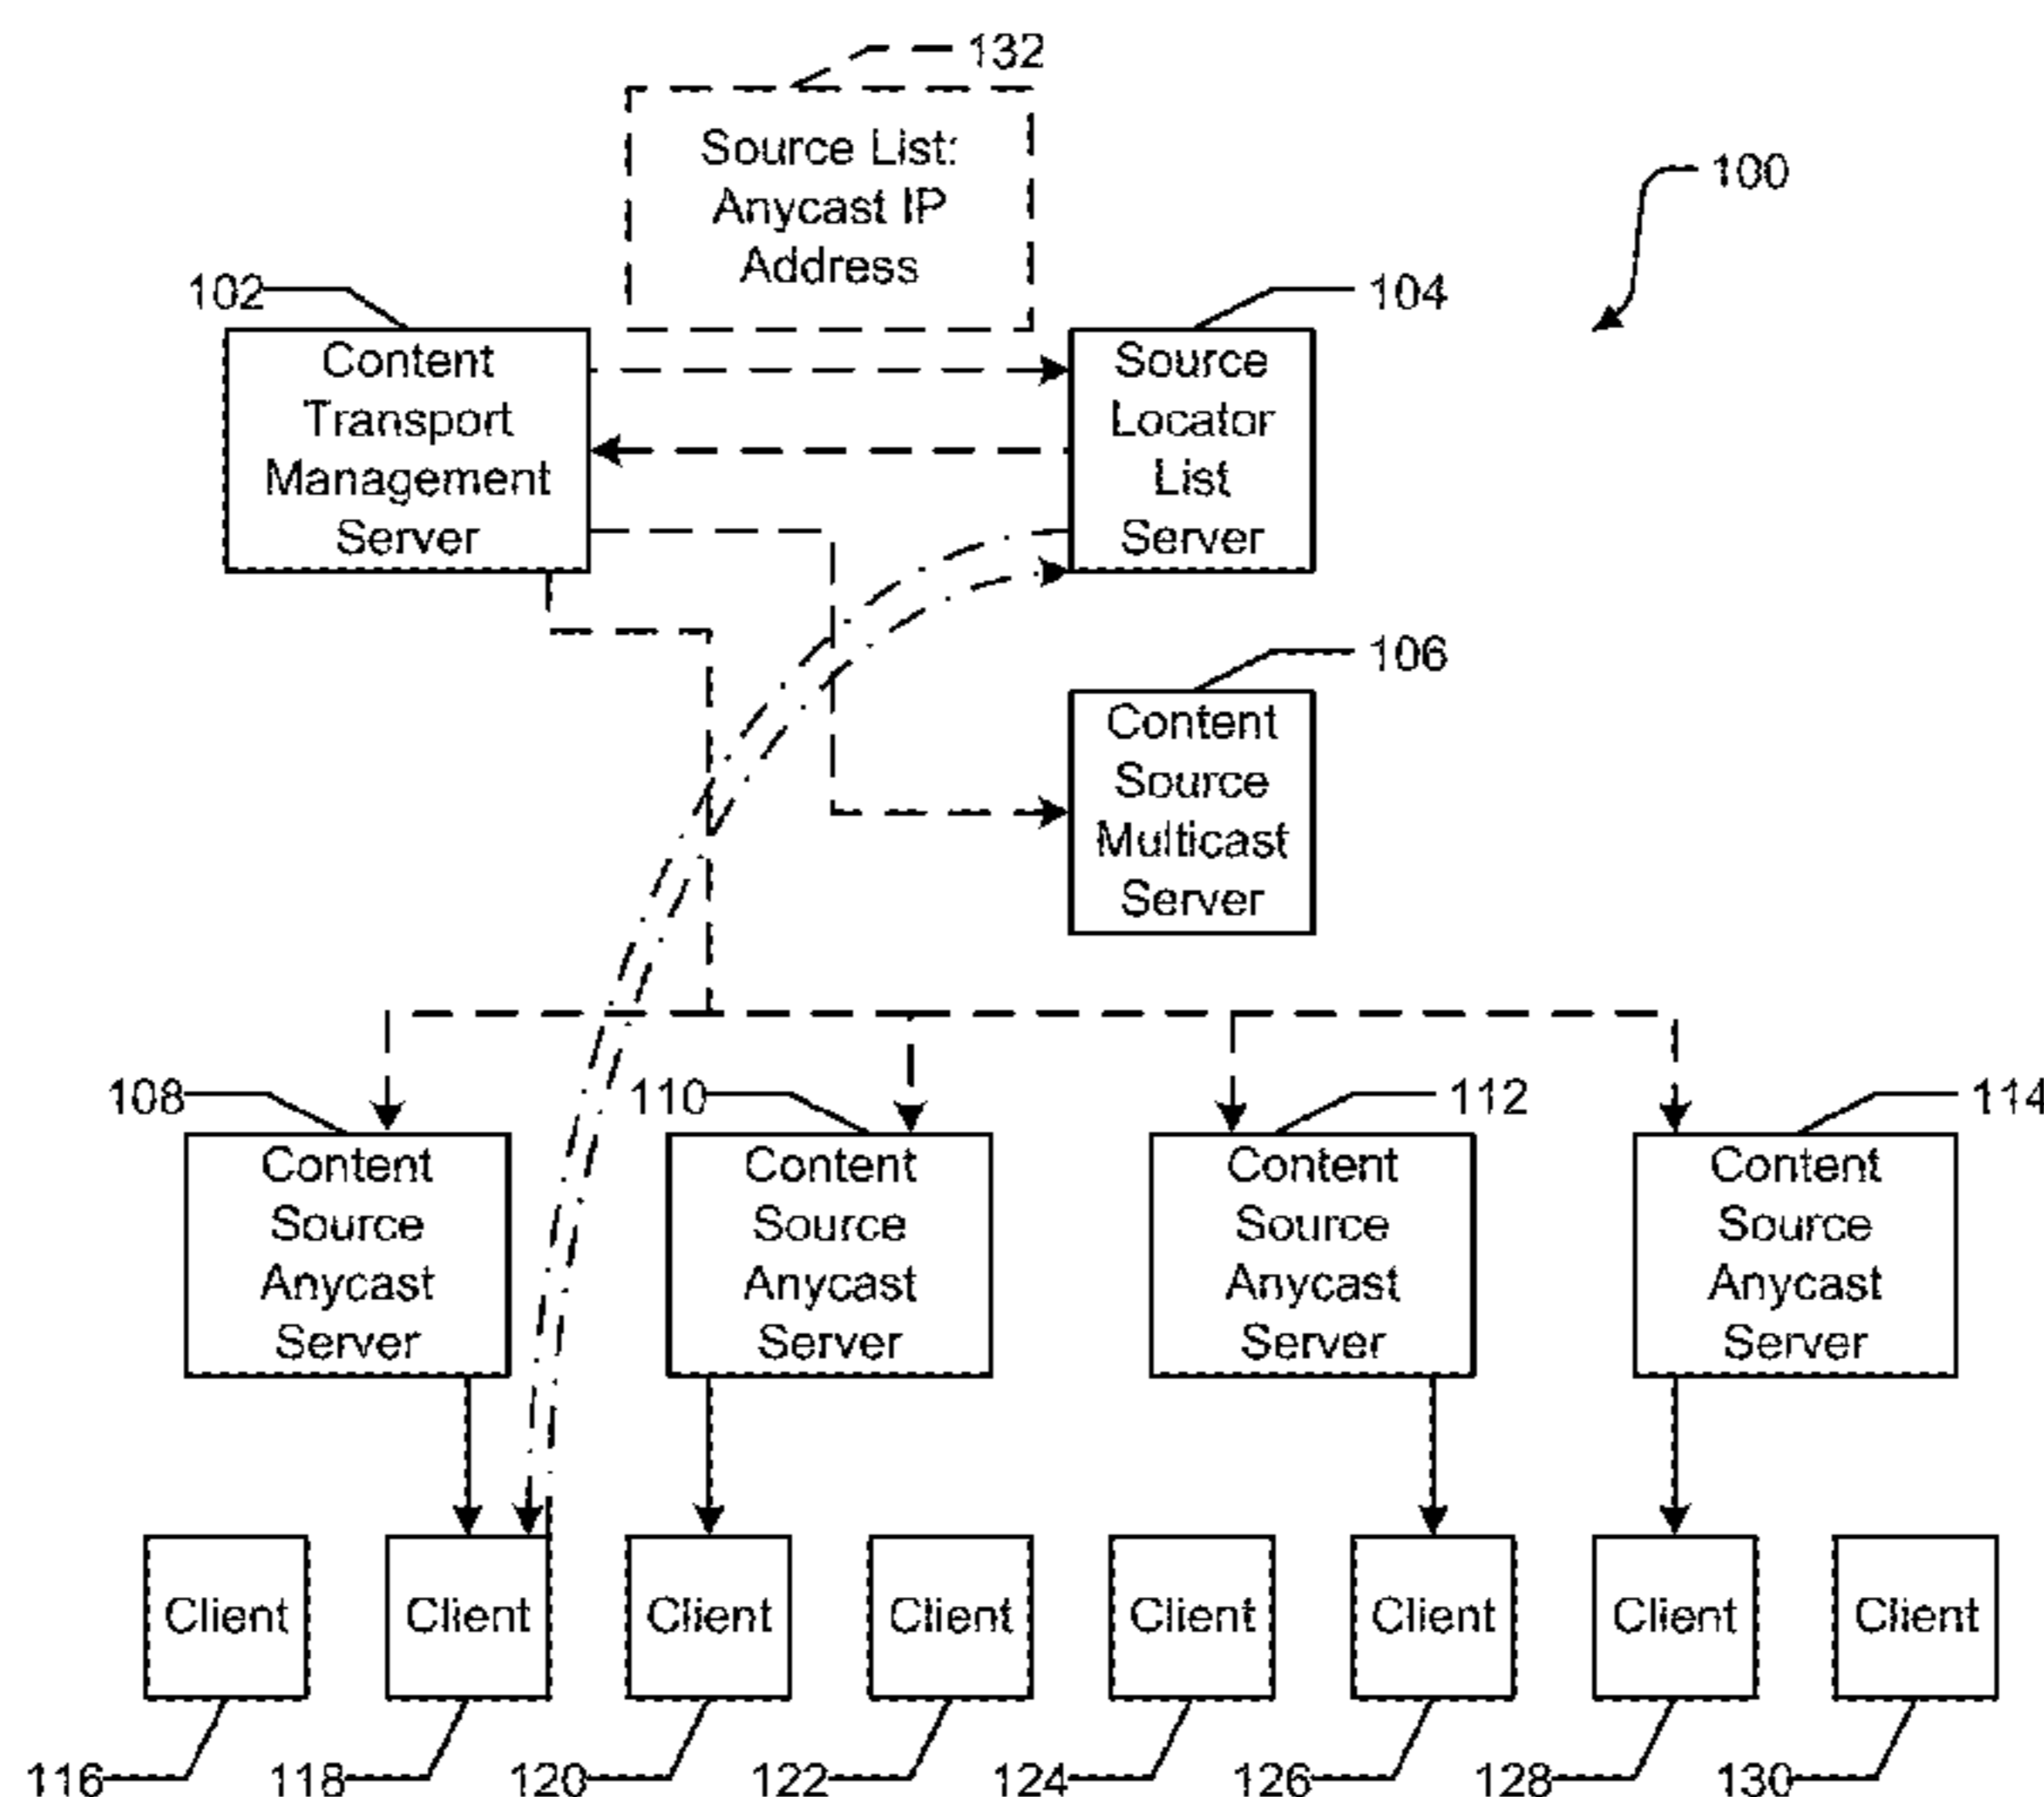 132
Source List:
Anycast IP
Address
100
102
104
Content
Transport
Management
Server
Source
Locator
List
Server
106
Content
Source
Multicast
Server
108
110
112
114
Content
Source
Anycast
Server
Content
Source
Anycast
Server
Content
Source
Anycast
Server
Content
Source
Anycast
Server
Client
Client
Client
Client
Client
Client
Client
Client
116
118
120
122
124
126
128
130